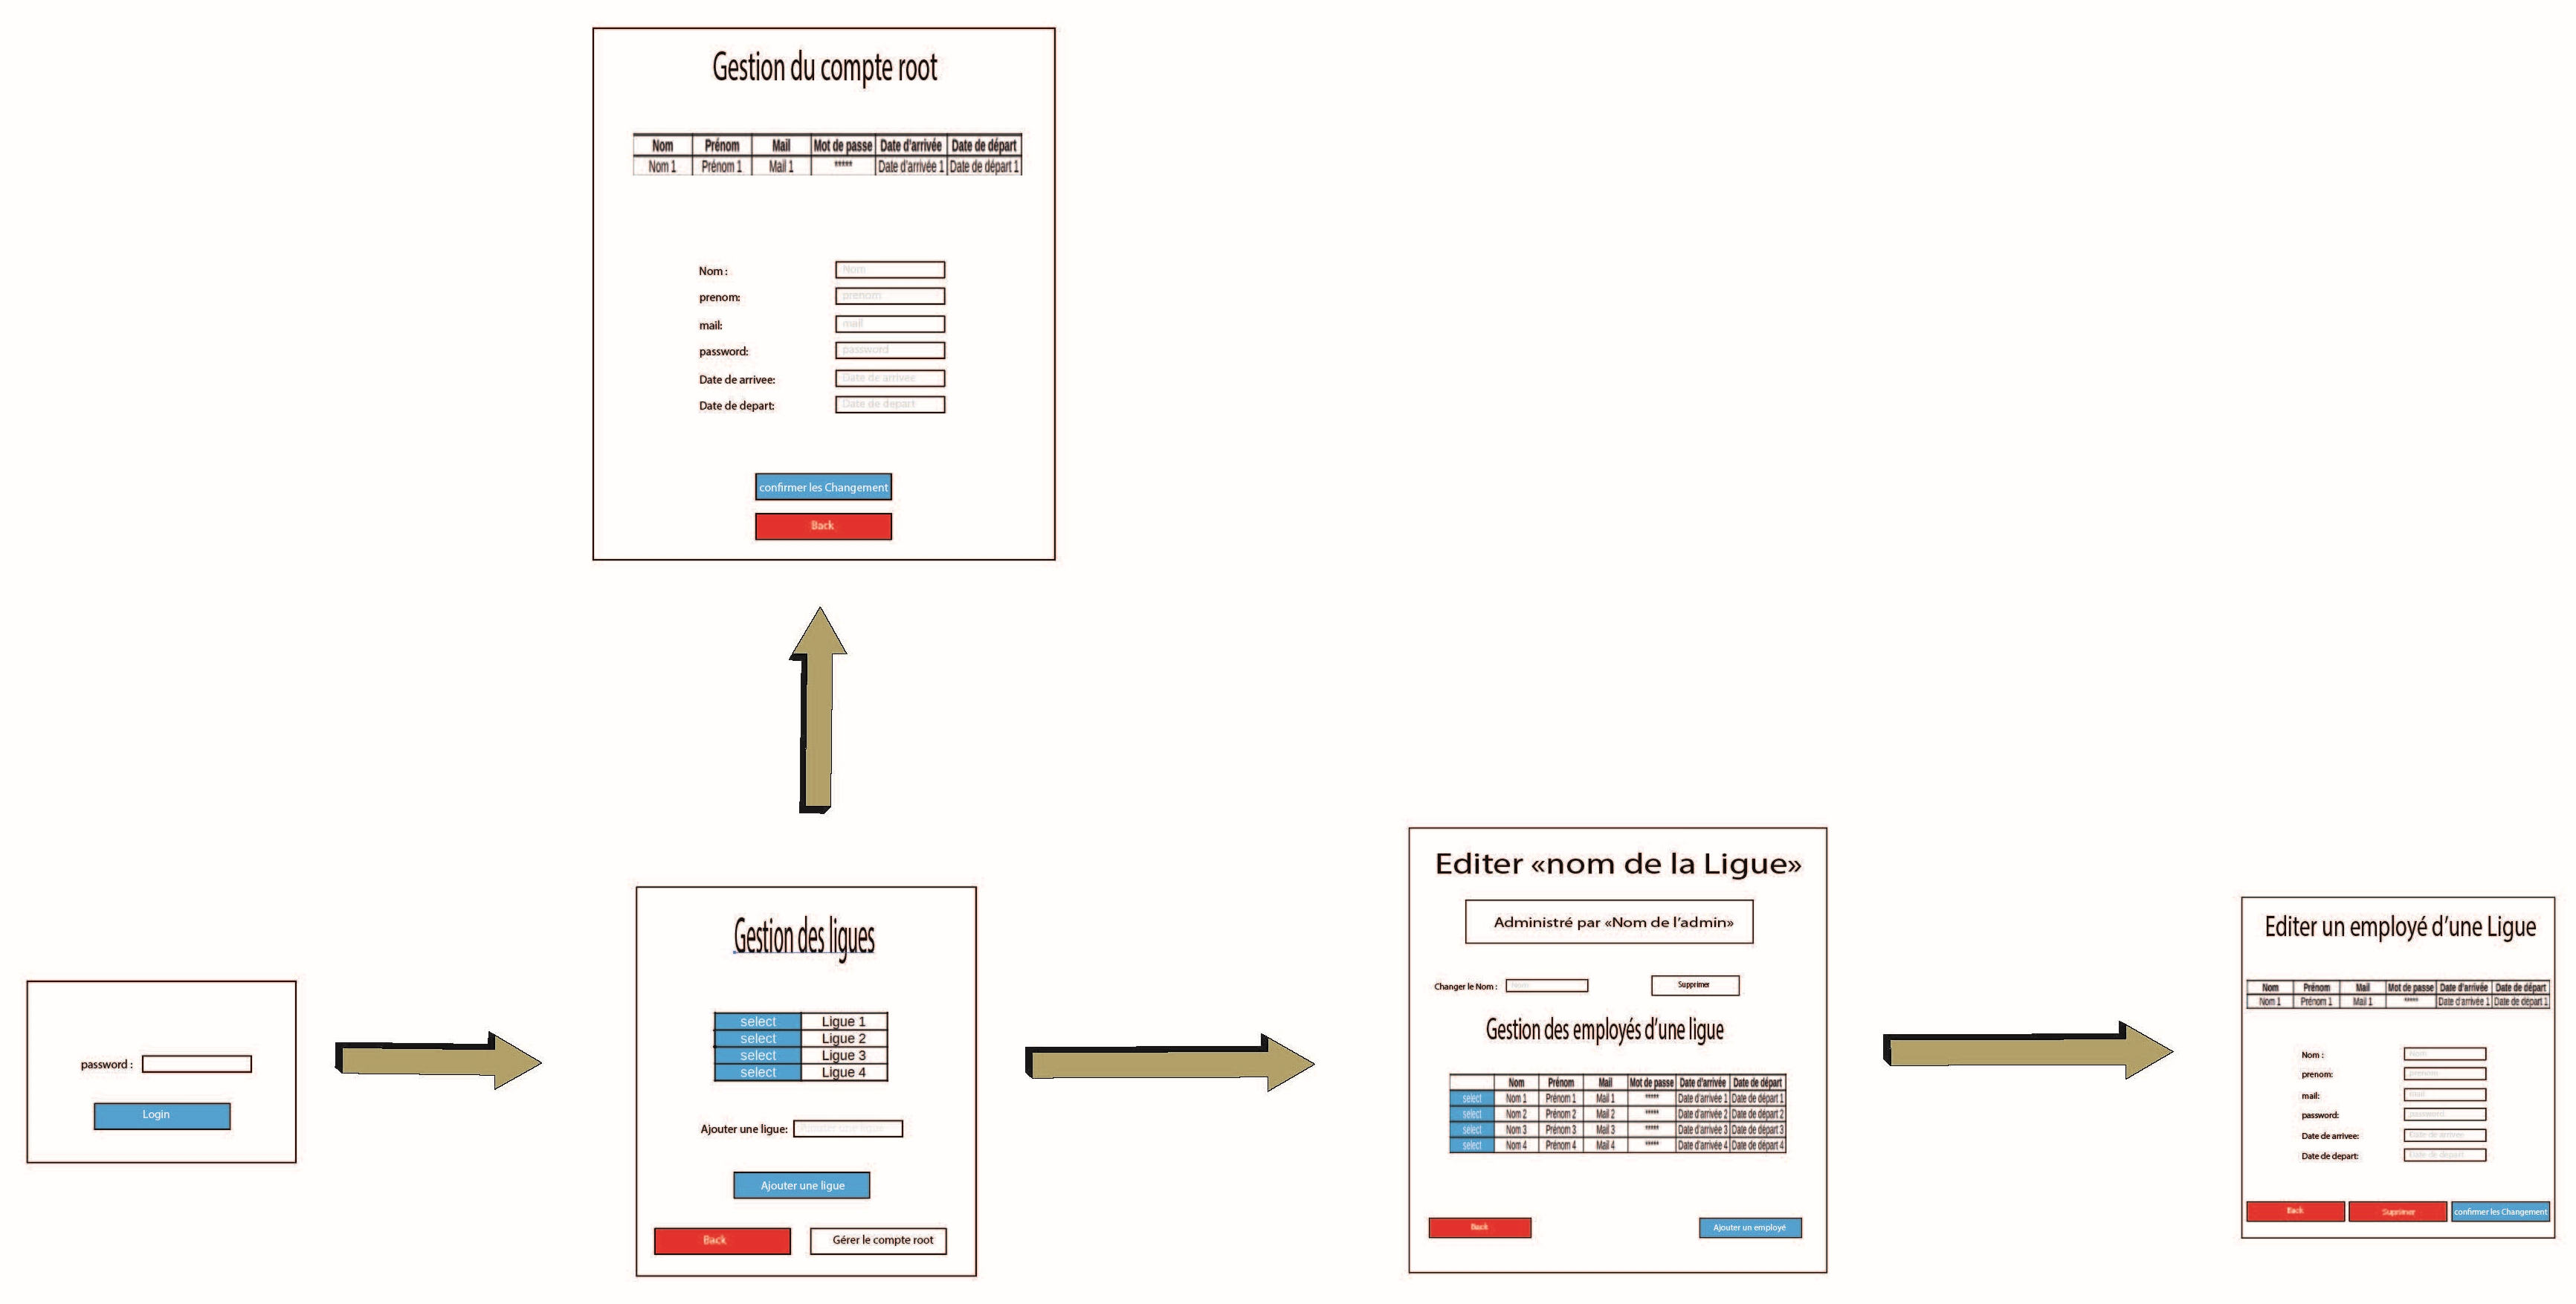 Gestion du compte root
Nom Prénom Mail Mot de passe Date d'arrivée Date de départ
Nom 1 Prénom 1 Mail 1 ***** Date d'arrivée 1 Date de départ 1
Nom : Nom
prenom: prenom
mail: mail
password: password
Date de arrivee: Date de arrivee
Date de depart: Date de depart
confirmer les Changement
Back
password :
Login
Gestion des ligues
select Ligue 1
select Ligue 2
select Ligue 3
select Ligue 4
Ajouter une ligue: Ajouter une ligue
Ajouter une ligue
Back Gérer le compte root
Editer «nom de la Ligue»
Administré par «Nom de l'admin»
Changer le Nom : Nom Supprimer
Gestion des employés d'une ligue
Nom Prénom Mail Mot de passe Date d'arrivée Date de départ
select Nom 1 Prénom 1 Mail 1 ***** Date d'arrivée 1 Date de départ 1
select Nom 2 Prénom 2 Mail 2 ***** Date d'arrivée 2 Date de départ 2
select Nom 3 Prénom 3 Mail 3 ***** Date d'arrivée 3 Date de départ 3
select Nom 4 Prénom 4 Mail 4 ***** Date d'arrivée 4 Date de départ 4
Back Ajouter un employé
Editer un employé d'une Ligue
Nom Prénom Mail Mot de passe Date d'arrivée Date de départ
Nom 1 Prénom 1 Mail 1 ***** Date d'arrivée 1 Date de départ 1
Nom : Nom
prenom: prenom
mail: mail
password: password
Date de arrivee: Date de arrivee
Date de depart: Date de depart
Back Suprimer confirmer les Changement